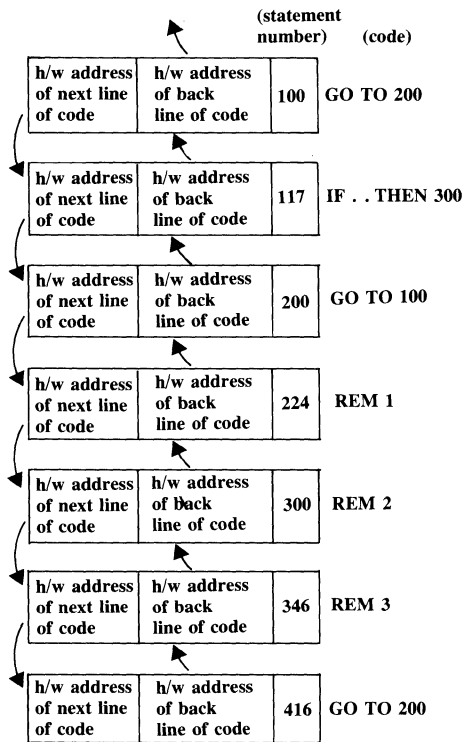 (statement
number) (code)
h/w address h/w address
of next line of back 100 GO TO 200
of code line of code
h/w address h/w address
of next line of back 117 IF . . THEN 300
of code line of code
h/w address h/w address
of next line of back 200 GO TO 100
of code line of code
h/w address h/w address
of next line of back 224 REM 1
of code line of code
h/w address h/w address
of next line of back 300 REM 2
of code line of code
h/w address h/w address
of next line of back 346 REM 3
of code line of code
h/w address h/w address
of next line of back 416 GO TO 200
of code line of code